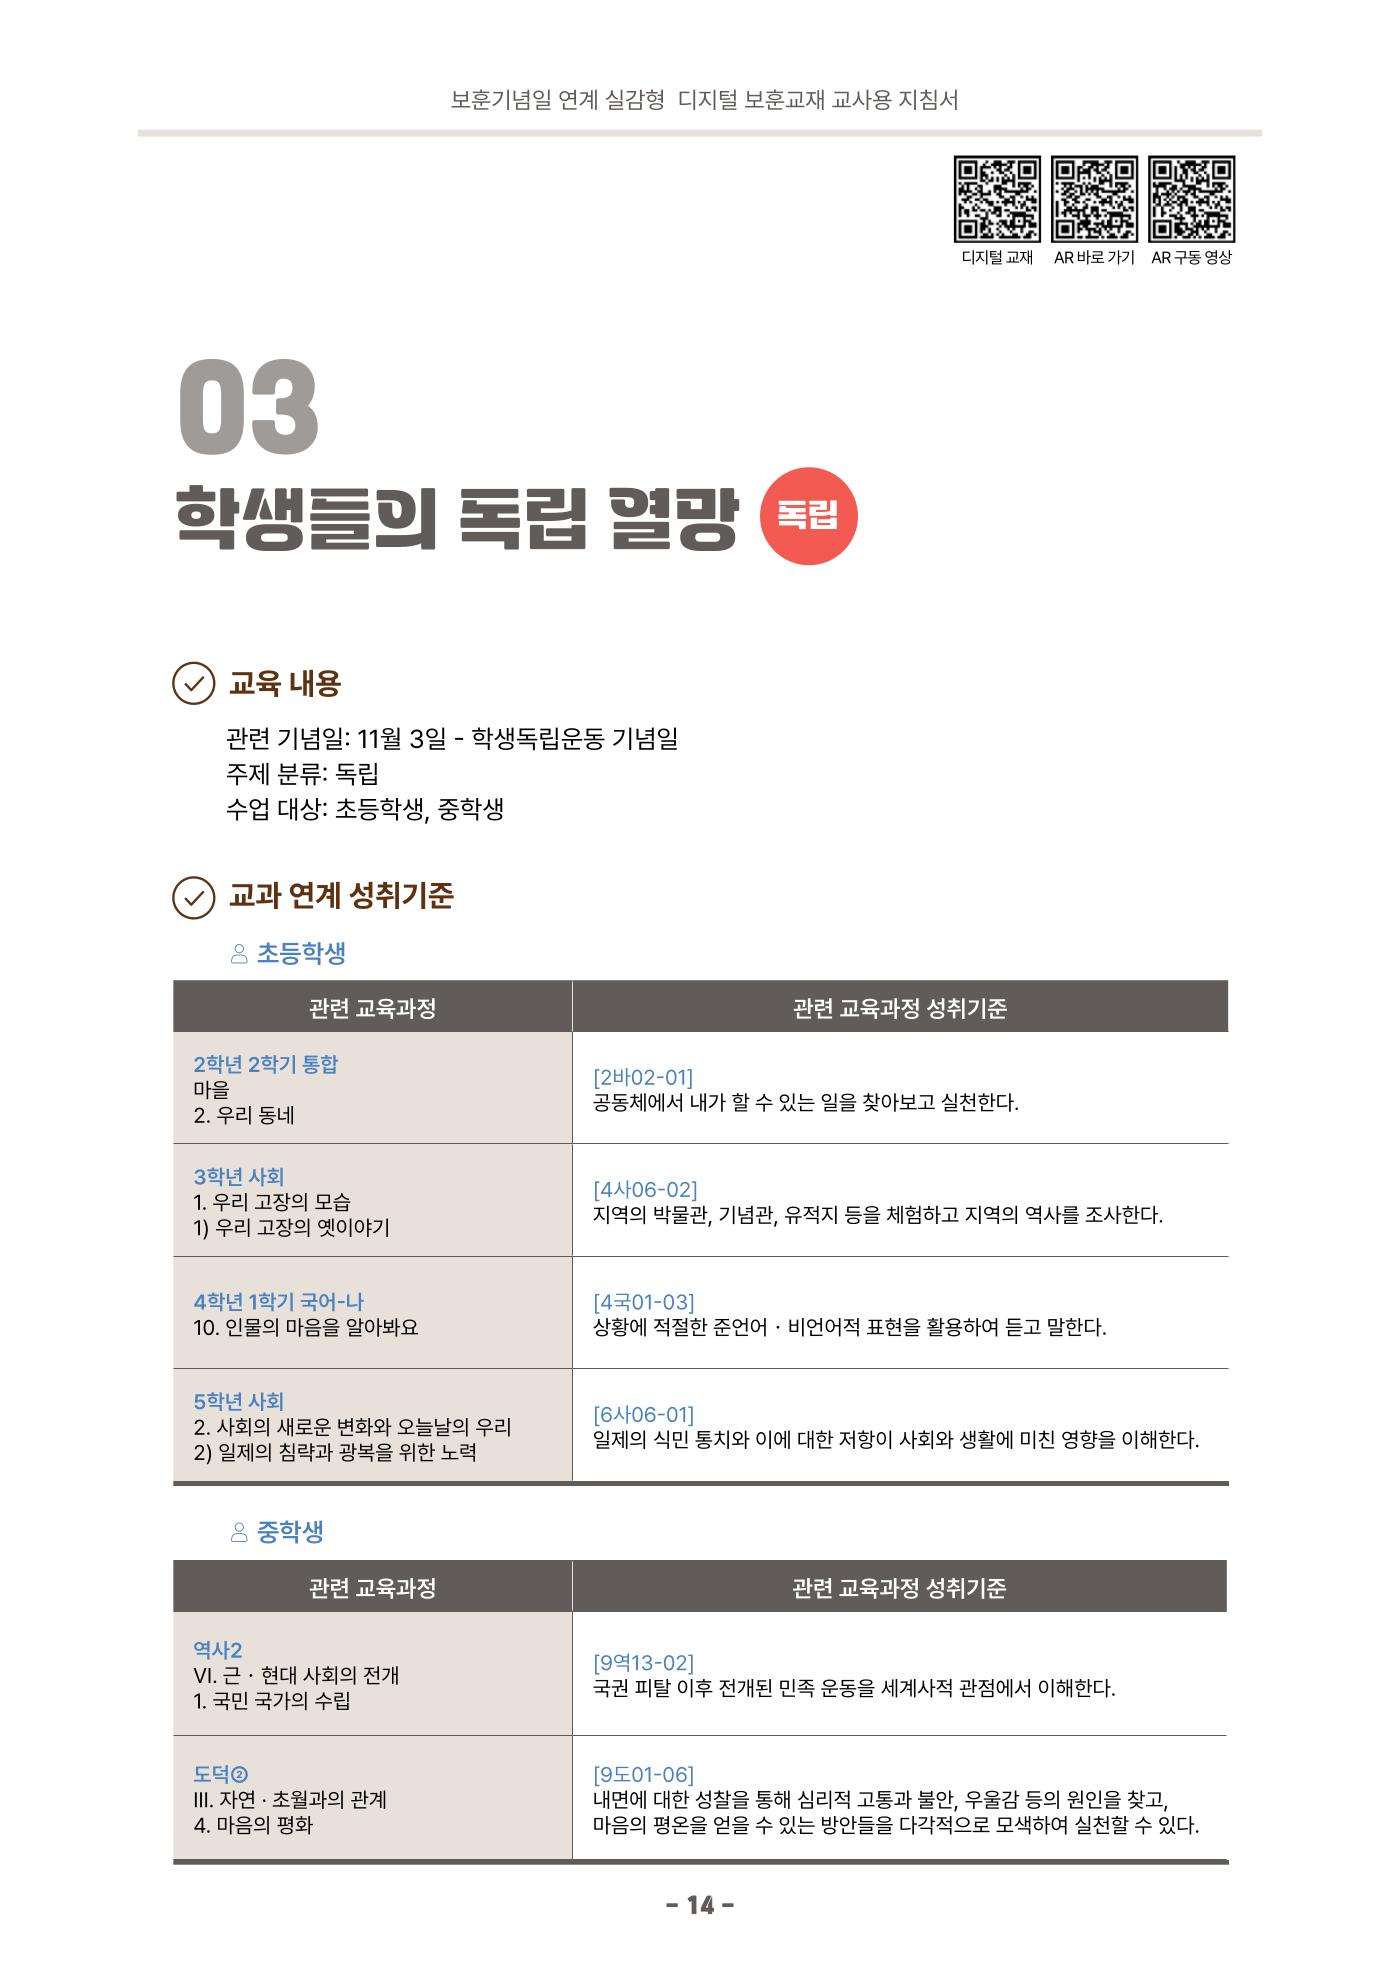 보훈기념일 연계 실감형 디지털 보훈교재 교사용 지침서
디지털 교재
AR 바로 가기
AR 구동 영상
03
학생들의 독립 열망
독립
교육 내용
관련 기념일: 11월 3일 - 학생독립운동 기념일
주제 분류: 독립
수업 대상: 초등학생, 중학생
교과 연계 성취기준
초등학생
관련 교육과정
관련 교육과정 성취기준
2학년 2학기 통합
마을
2. 우리 동네
[2바02-01]
공동체에서 내가 할 수 있는 일을 찾아보고 실천한다.
3학년 사회
1. 우리 고장의 모습
1) 우리 고장의 옛이야기
[4사06-02]
지역의 박물관, 기념관, 유적지 등을 체험하고 지역의 역사를 조사한다.
4학년 1학기 국어-나
10. 인물의 마음을 알아봐요
[4국01-03]
상황에 적절한 준언어 · 비언어적 표현을 활용하여 듣고 말한다.
5학년 사회
2. 사회의 새로운 변화와 오늘날의 우리
2) 일제의 침략과 광복을 위한 노력
[6사06-01]
일제의 식민 통치와 이에 대한 저항이 사회와 생활에 미친 영향을 이해한다.
중학생
관련 교육과정
관련 교육과정 성취기준
역사2
VI. 근 · 현대 사회의 전개
1. 국민 국가의 수립
[9역13-02]
국권 피탈 이후 전개된 민족 운동을 세계사적 관점에서 이해한다.
도덕②
III. 자연 · 초월과의 관계
4. 마음의 평화
[9도01-06]
내면에 대한 성찰을 통해 심리적 고통과 불안, 우울감 등의 원인을 찾고,
마음의 평온을 얻을 수 있는 방안들을 다각적으로 모색하여 실천할 수 있다.
- 14 -